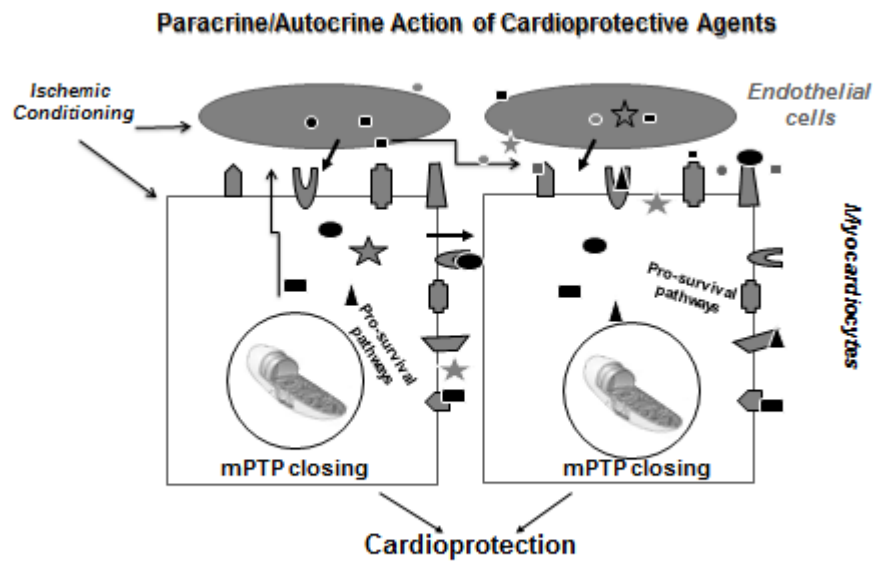 Paracrine/Autocrine Action of Cardioprotective Agents
Ischemic
Conditioning
Endothelial
cells
Myocardiocytes
Pro-survival
pathways
Pro-survival
pathways
mPTP closing
mPTP closing
Cardioprotection